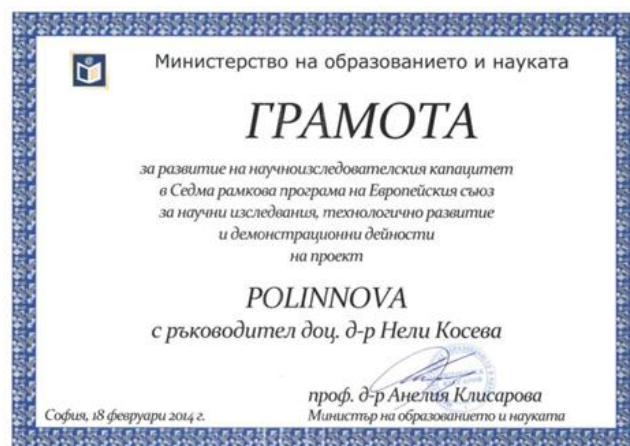 Министерство на образованието и науката
ГРАМОТА
за развитие на научноизследователския капацитет
в Седма рамкова програма на Европейския съюз
за научни изследвания, технологично развитие
и демонстрационни дейности
на проект
POLINNOVA
с ръководител доц. д-р Нели Косева
проф. д-р Анелия Клисарова
София, 18 февруари 2014 г.
Министър на образованието и науката